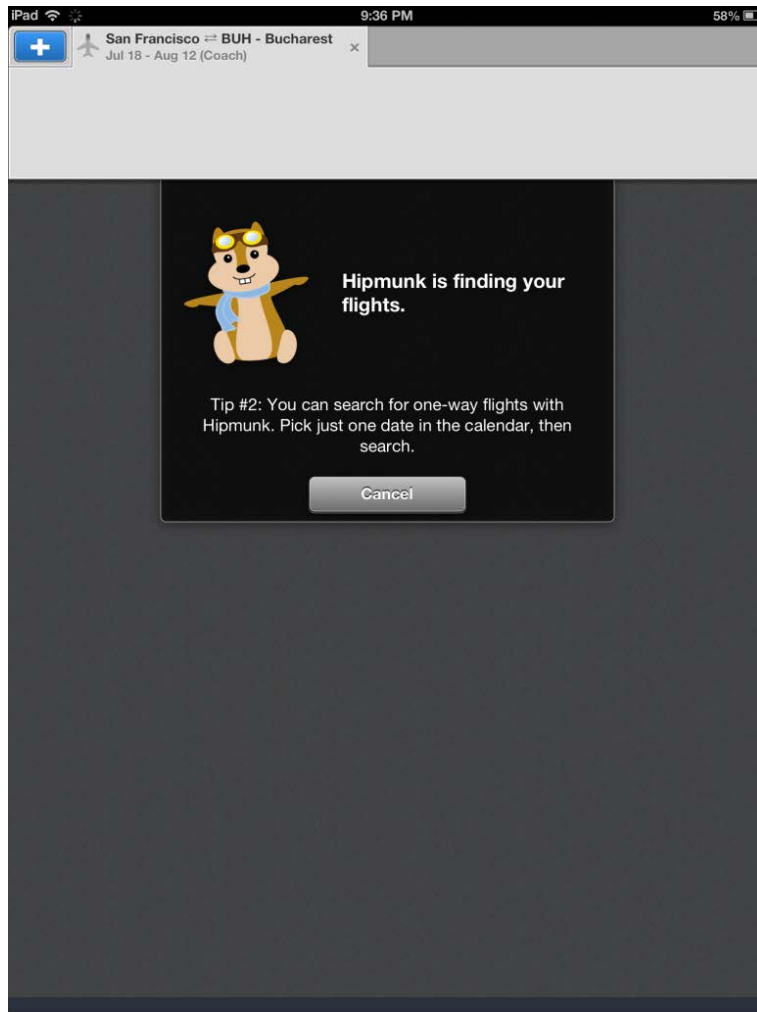 iPad 9:36 PM 58%
San Francisco ⇄ BUH - Bucharest ×
Jul 18 - Aug 12 (Coach)
Hipmunk is finding your
flights.
Tip #2: You can search for one-way flights with
Hipmunk. Pick just one date in the calendar, then
search.
Cancel